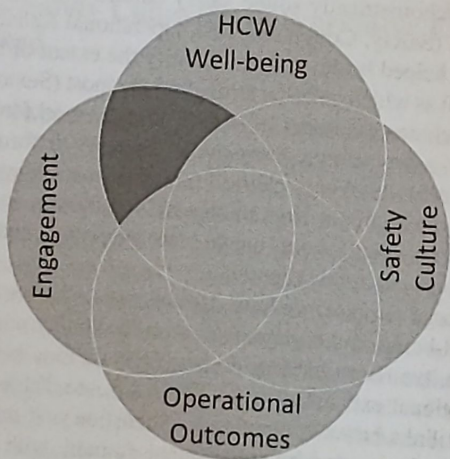 HCW
Well-being
Engagement
Safety
Culture
Operational
Outcomes